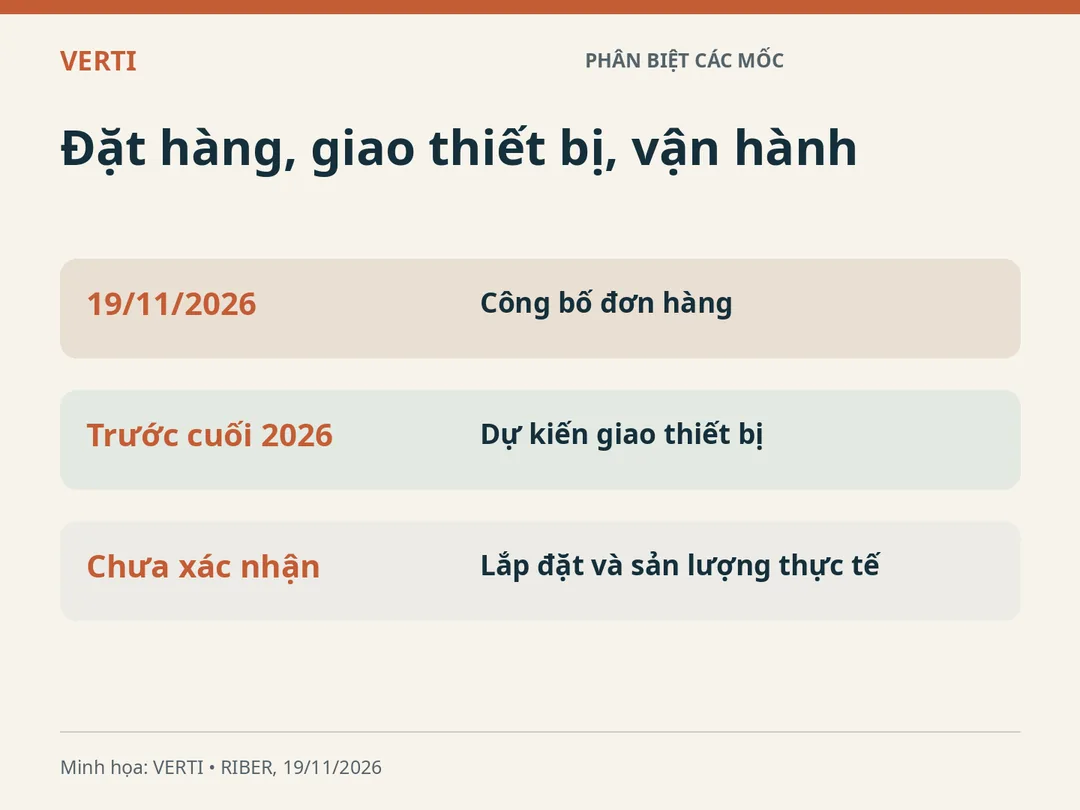 VERTI
PHÂN BIỆT CÁC MỐC
Đặt hàng, giao thiết bị, vận hành
19/11/2026
Công bố đơn hàng
Trước cuối 2026
Dự kiến giao thiết bị
Chưa xác nhận
Lắp đặt và sản lượng thực tế
Minh họa: VERTI • RIBER, 19/11/2026